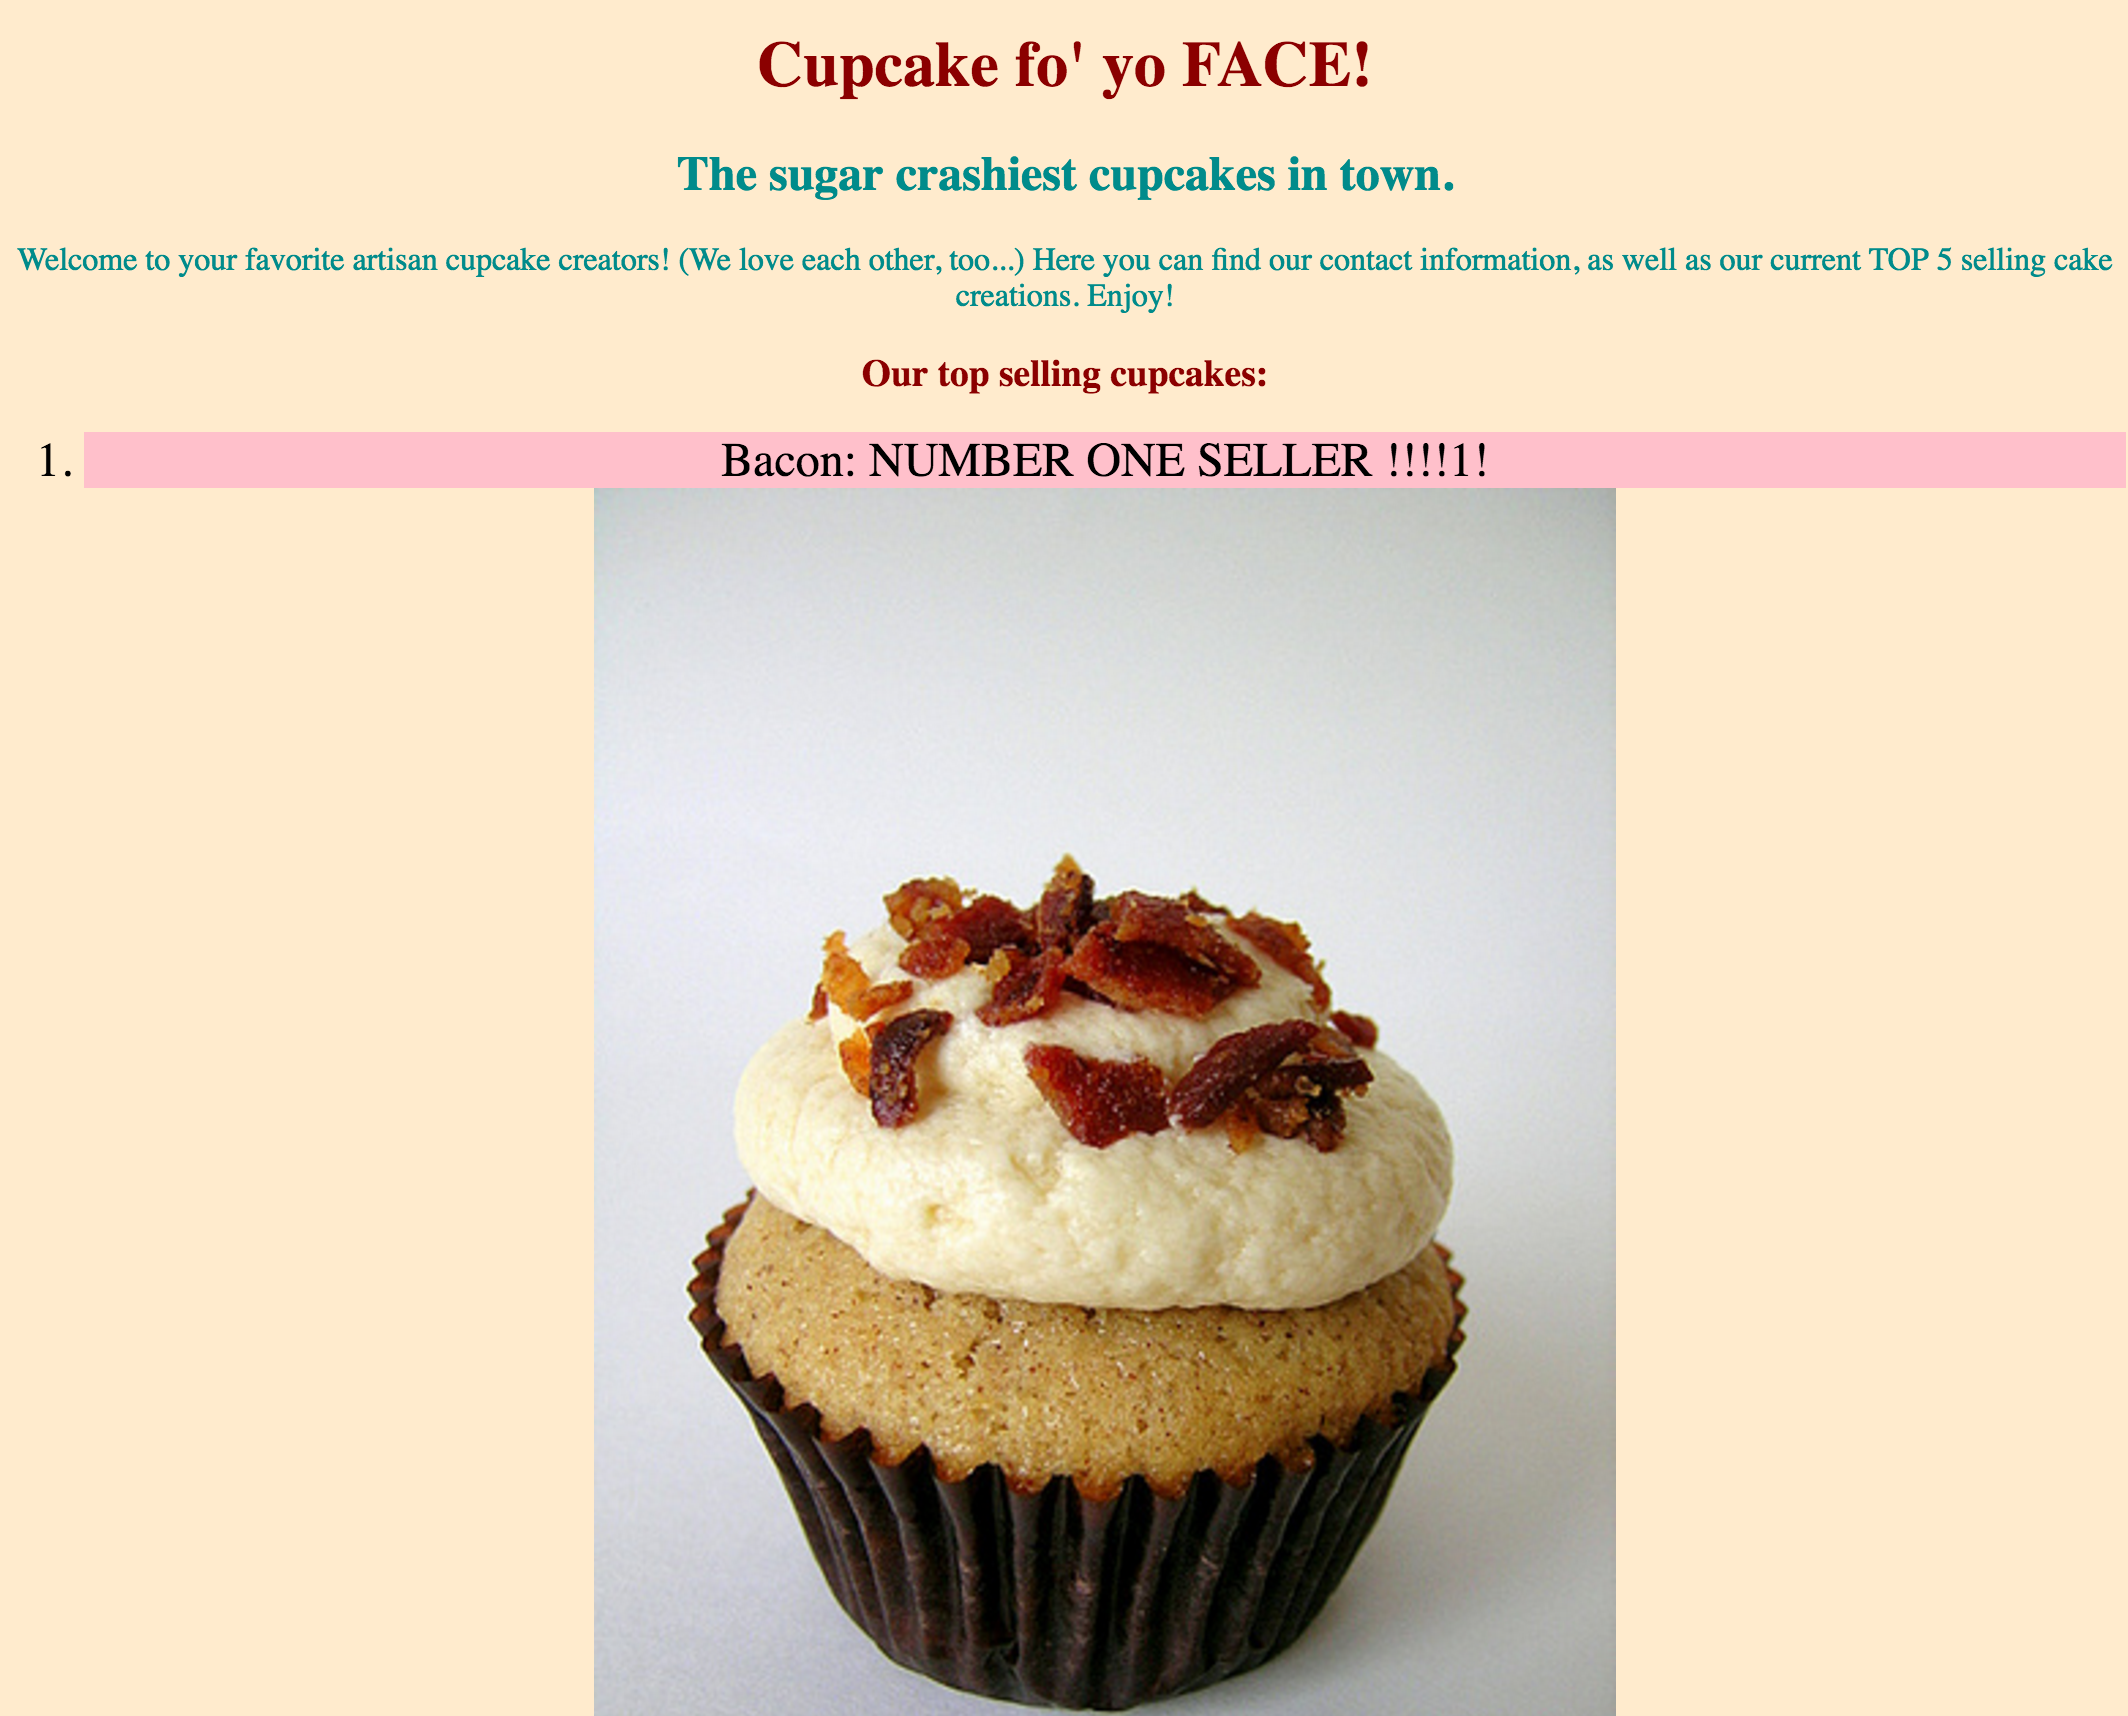 Cupcake fo' yo FACE!
The sugar crashiest cupcakes in town.
Welcome to your favorite artisan cupcake creators! (We love each other, too...) Here you can find our contact information, as well as our current TOP 5 selling cake
creations. Enjoy!
Our top selling cupcakes:
1. Bacon: NUMBER ONE SELLER !!!!1!